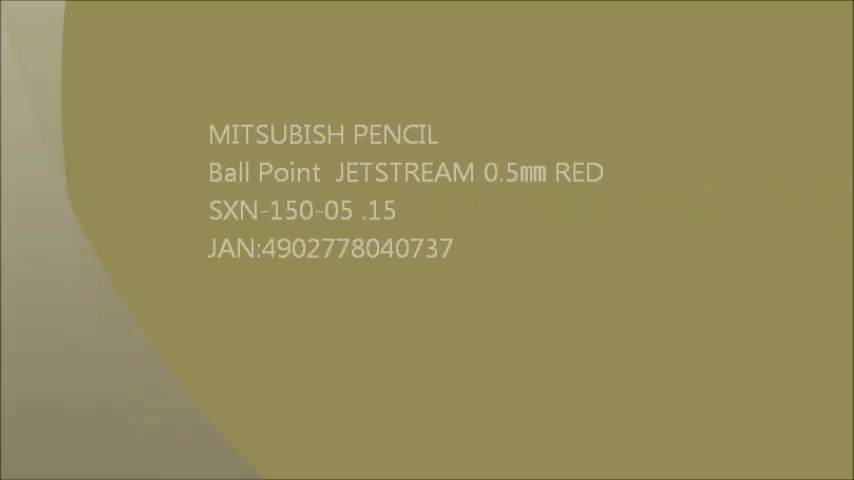 MITSUBISH PENCIL
Ball Point  JETSTREAM 0.5㎜ RED
SXN-150-05 .15
JAN:4902778040737